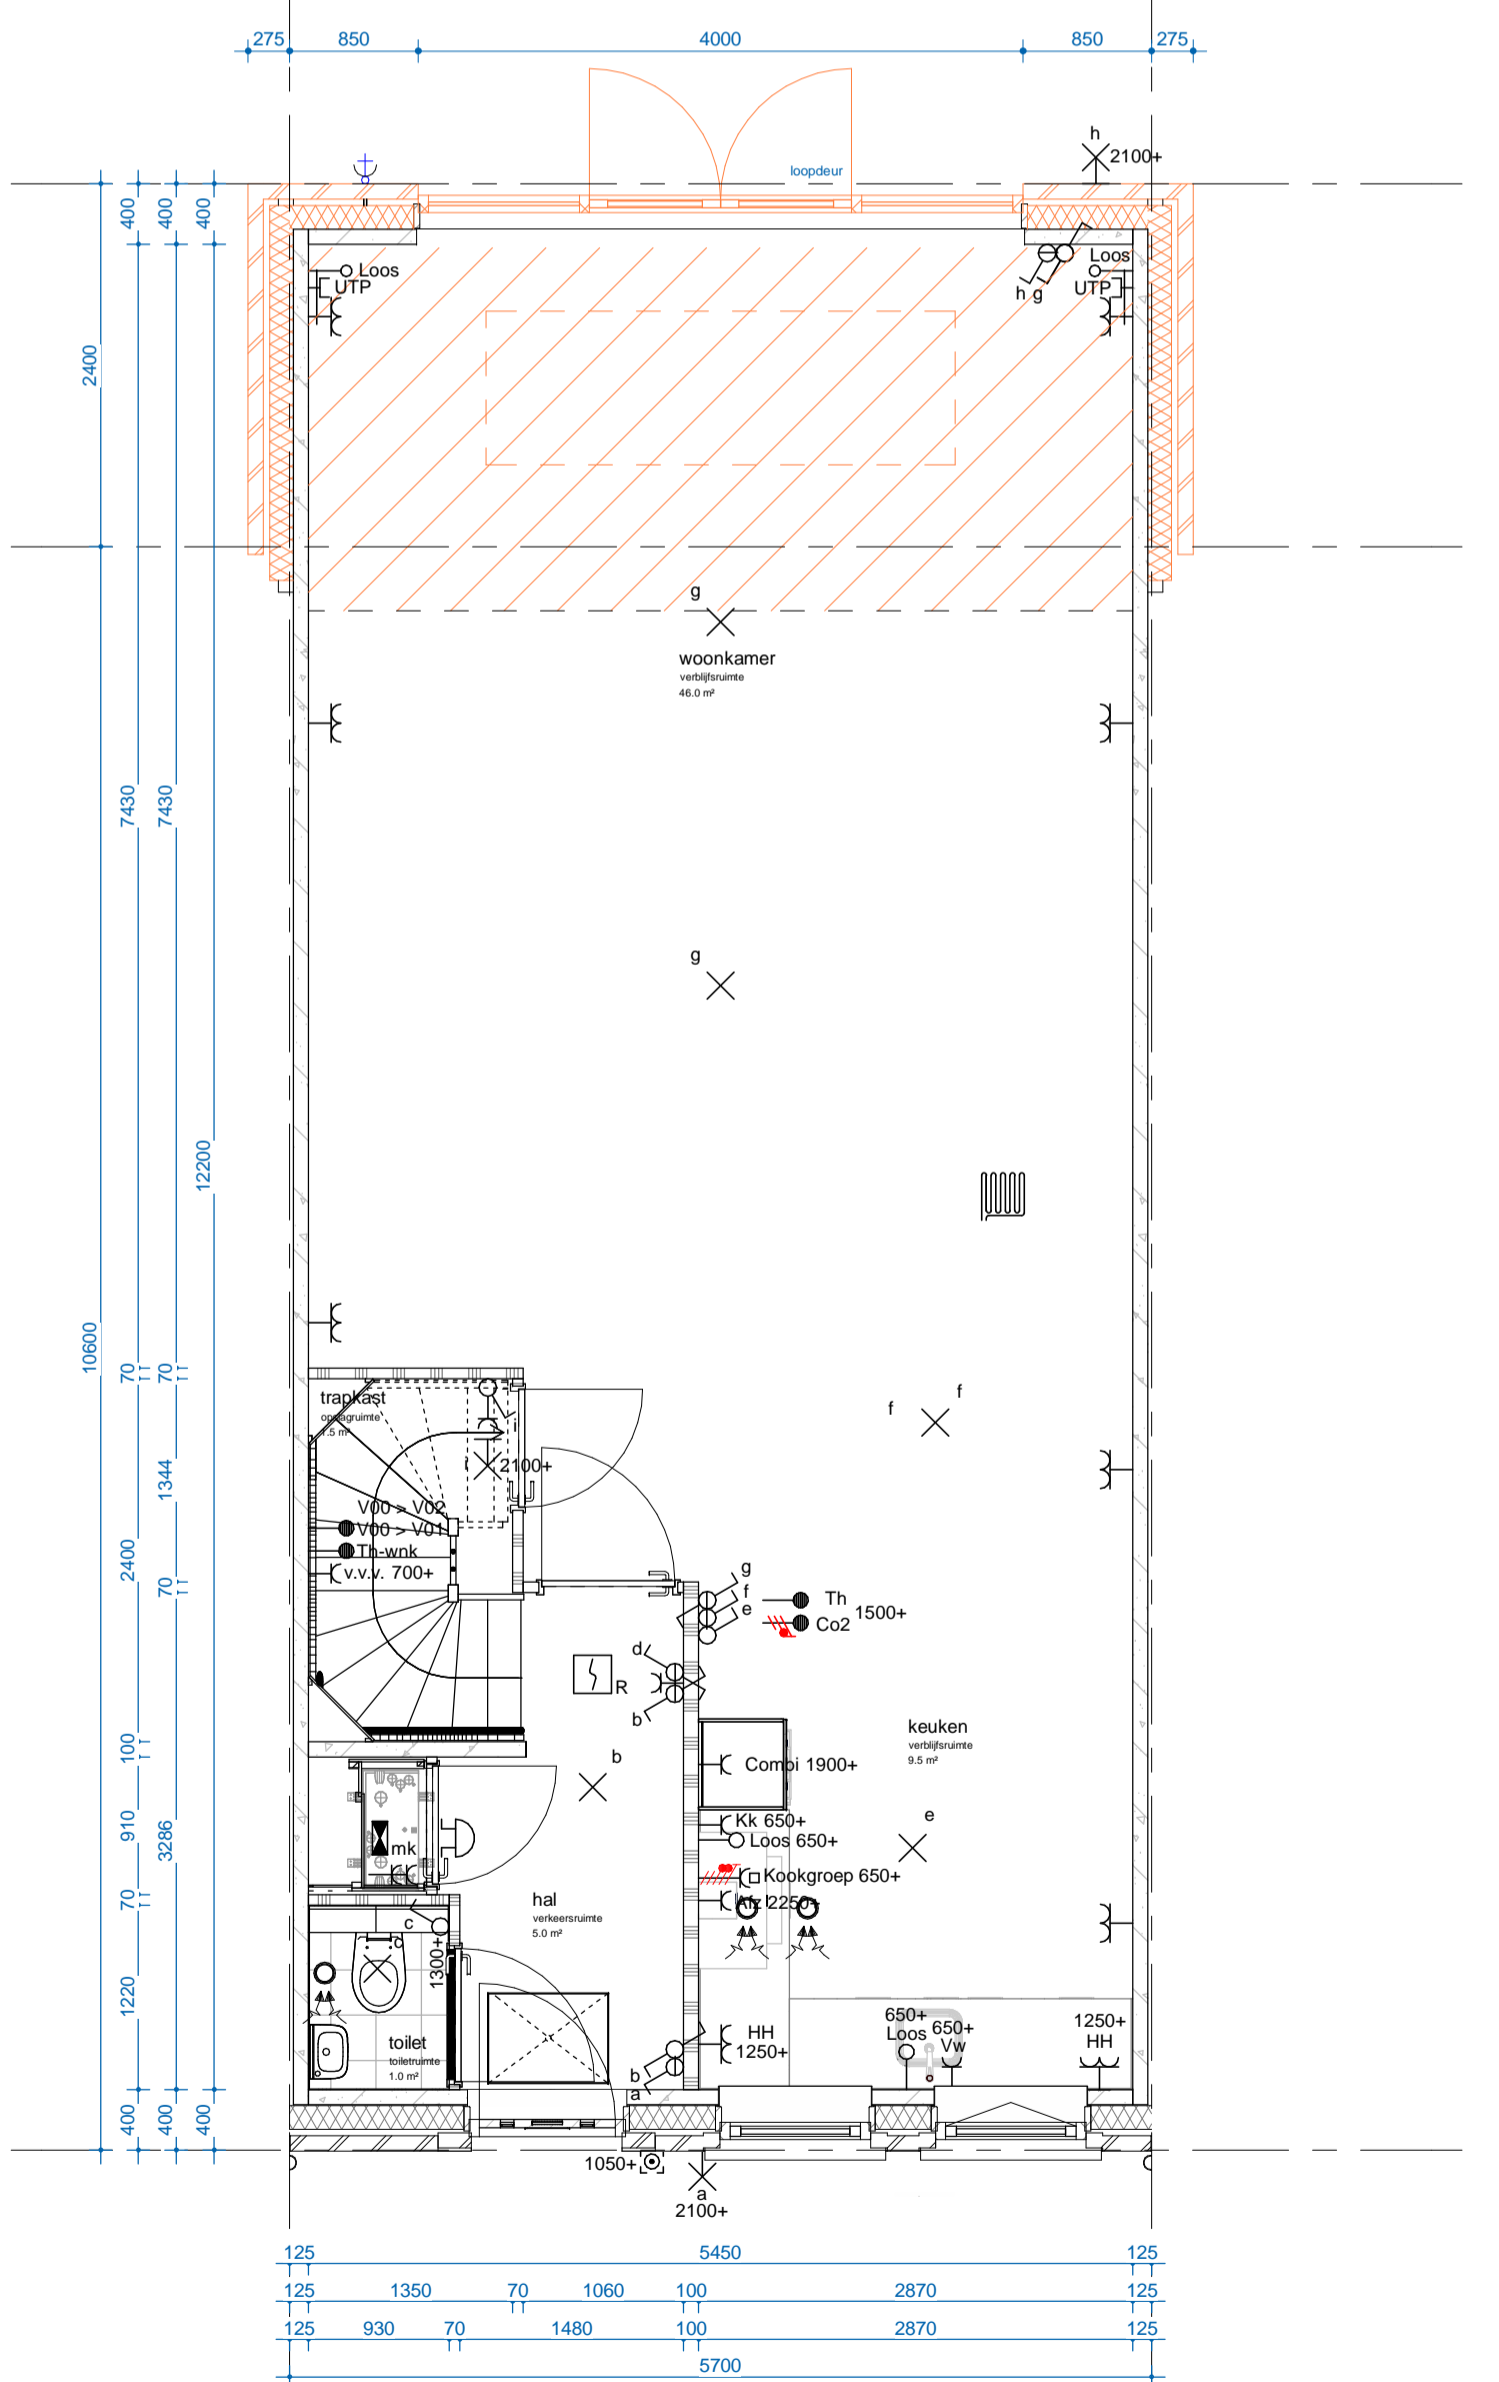 275 850 4000 850 275
h
2100+
loopdeur
400 400 400
Loos
UTP
Loos
UTP
h g
2400
g
woonkamer
verblijfsruimte
46.0 m²
7430 7430
g
12200
10600
70 70
trapkast
f
f
i
2100+
1344
V00 > V02
V00 > V01
Th-wnk
v.v.v. 700+
2400
70
g
f
e
Th
Co2
1500+
d
R
b
keuken
verblijfsruimte
9.5 m²
100
b
Combi 1900+
910
3286
e
Kk 650+
Loos 650+
mk
Kookgroep 650+
Afz 2250+
70
hal
verkeersruimte
5.0 m²
c
c
1300+
1220
toilet
toiletruimte
1.0 m²
HH
1250+
650+
Loos
650+
Vw
1250+
HH
b
a
400 400 400
1050+
a
2100+
125 5450 125
125 1350 70 1060 100 2870 125
125 930 70 1480 100 2870 125
5700